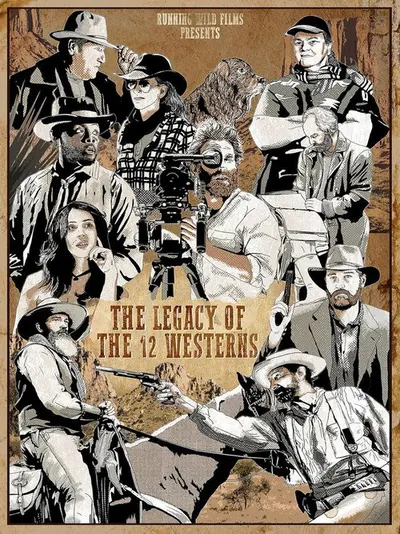 RUNNING WILD FILMS
PRESENTS
THE LEGACY OF
THE 12 WESTERNS